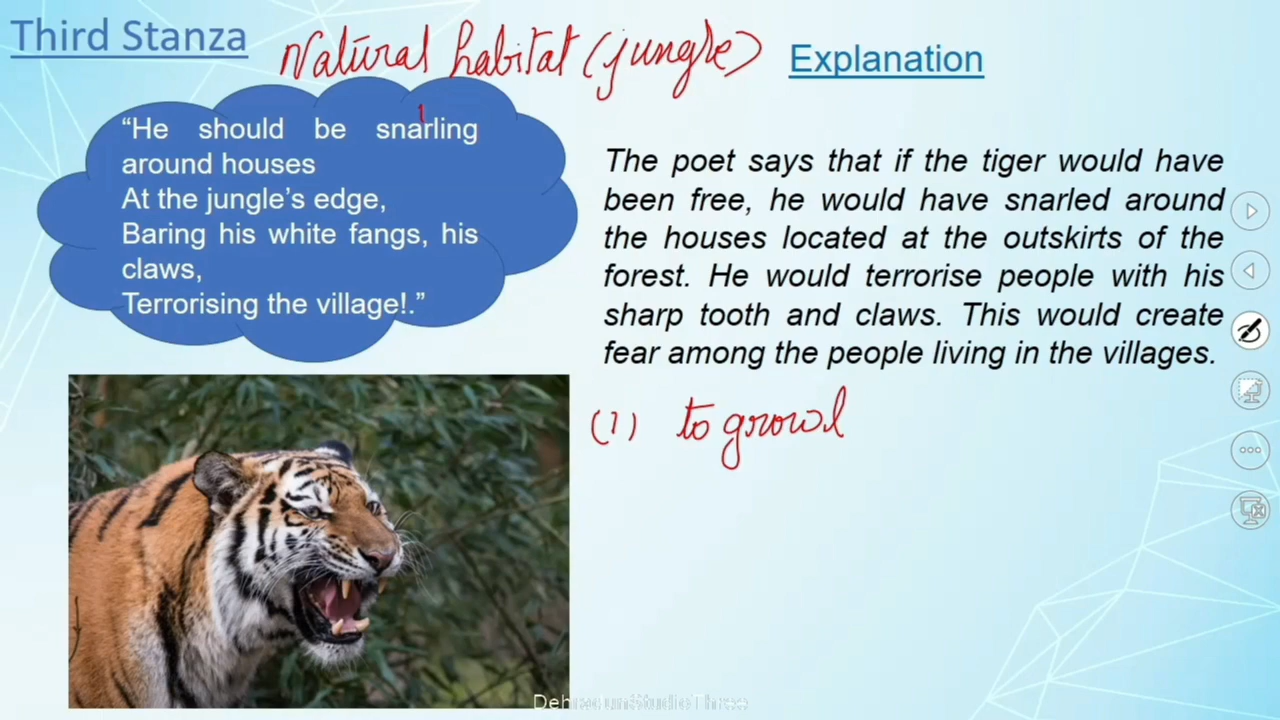 Third Stanza
Natural habitat (jungle)
Explanation
1
“He should be snarling
around houses
At the jungle’s edge,
Baring his white fangs, his
claws,
Terrorising the village!.”
The poet says that if the tiger would have
been free, he would have snarled around
the houses located at the outskirts of the
forest. He would terrorise people with his
sharp tooth and claws. This would create
fear among the people living in the villages.
(1) to growl
DehradunStudioThree